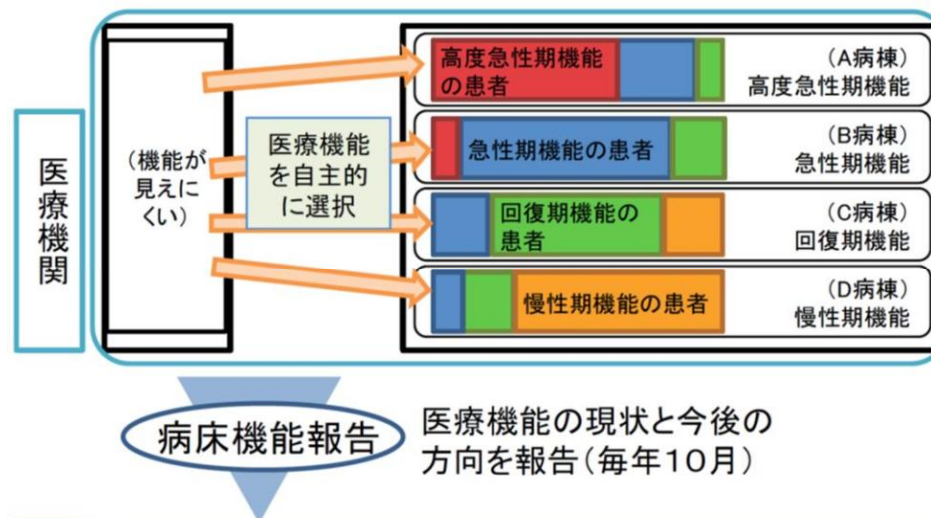 医療機関
(機能が
見えに
くい)
医療機能
を自主的
に選択
高度急性期機能
の患者
(A病棟)
高度急性期機能
急性期機能の患者
(B病棟)
急性期機能
回復期機能の
患者
(C病棟)
回復期機能
慢性期機能の患者
(D病棟)
慢性期機能
病床機能報告
医療機能の現状と今後の
方向を報告(毎年10月)